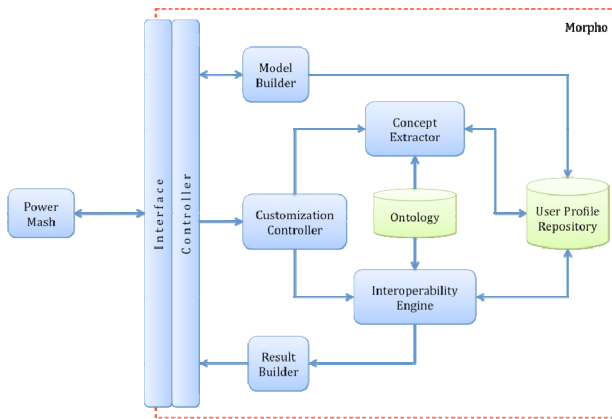 Morpho
Model
Builder
Concept
Extractor
Power
Mash
Interface
Controller
Customization
Controller
Ontology
User Profile
Repository
Interoperability
Engine
Result
Builder